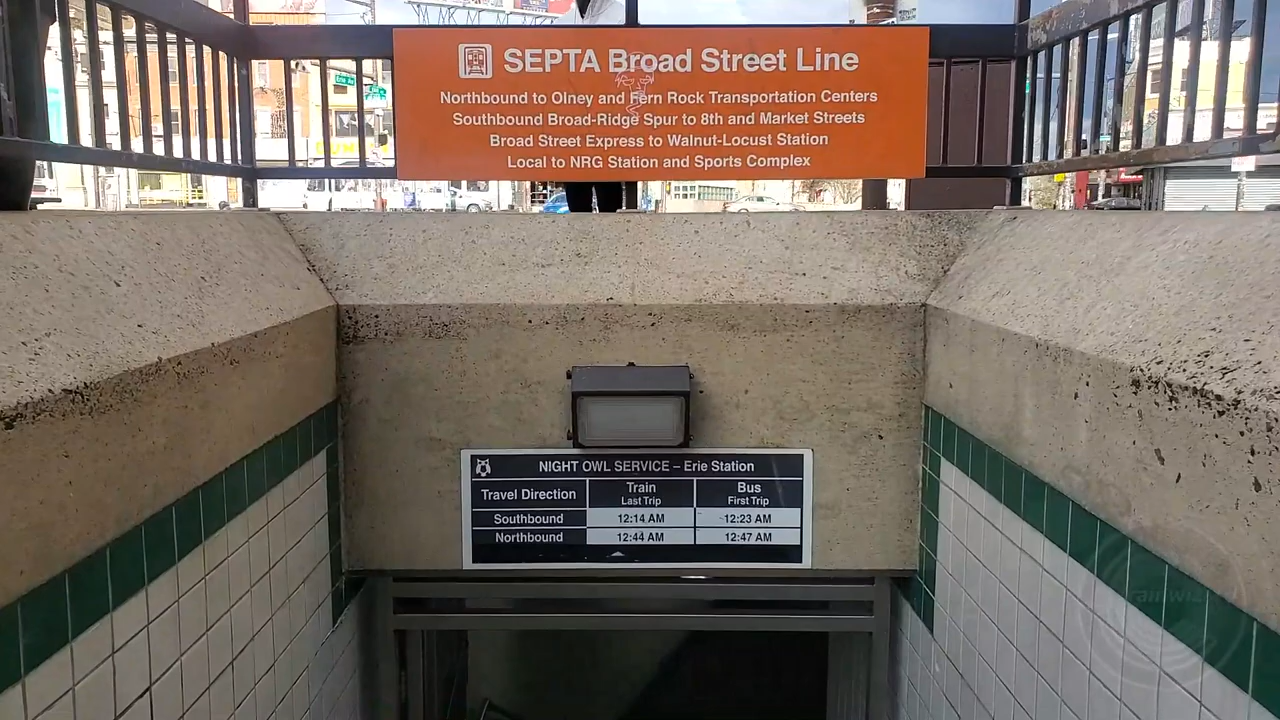 SEPTA Broad Street Line
Northbound to Olney and Fern Rock Transportation Centers
Southbound Broad-Ridge Spur to 8th and Market Streets
Broad Street Express to Walnut-Locust Station
Local to NRG Station and Sports Complex
NIGHT OWL SERVICE – Erie Station
Travel Direction Train Last Trip Bus First Trip
Southbound 12:14 AM 12:23 AM
Northbound 12:44 AM 12:47 AM